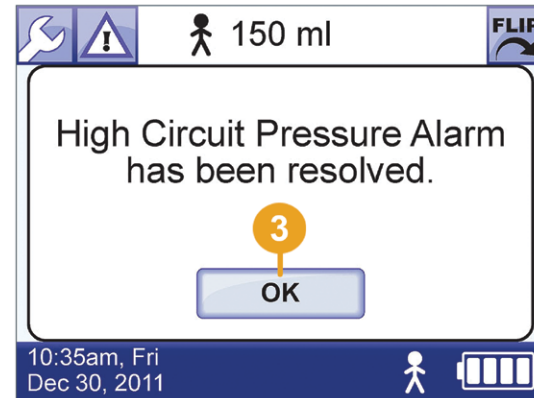 150 ml
FLIP
High Circuit Pressure Alarm
has been resolved.
3
OK
10:35am, Fri
Dec 30, 2011